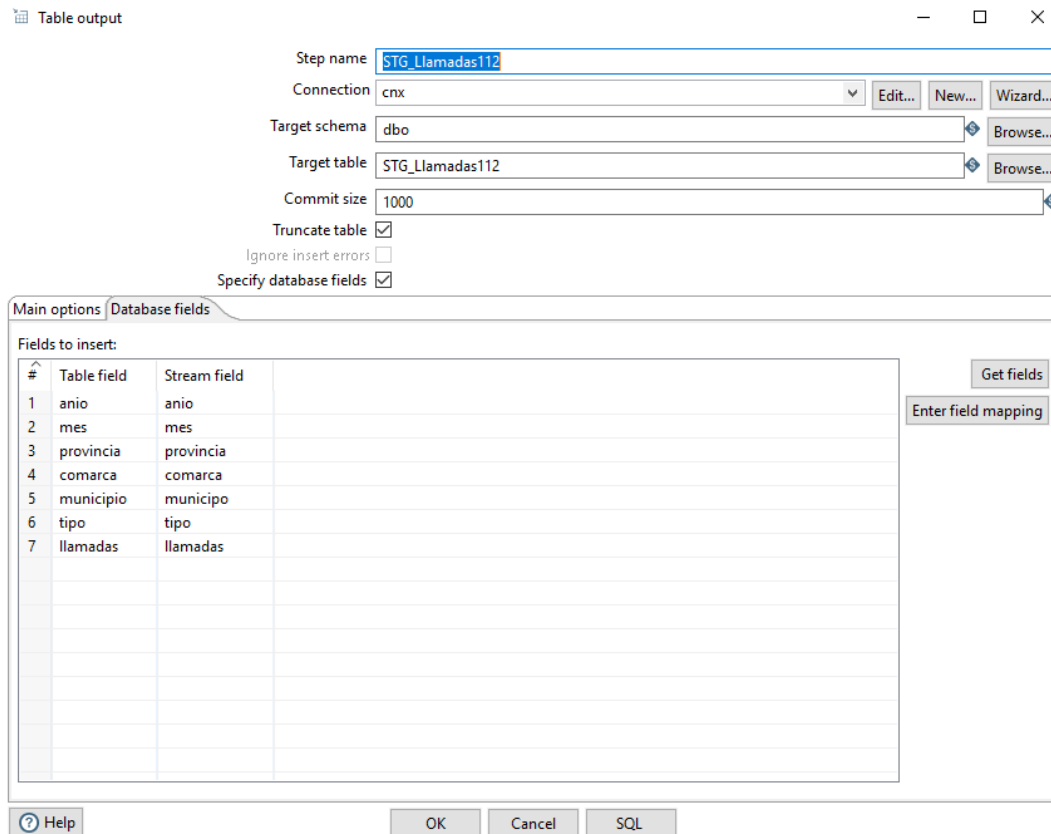 Table output
Step name STG_Llamadas112
Connection cnx Edit... New... Wizard...
Target schema dbo Browse...
Target table STG_Llamadas112 Browse...
Commit size 1000
Truncate table
Ignore insert errors
Specify database fields
Main options Database fields
Fields to insert:
# Table field Stream field Get fields
1 anio anio Enter field mapping
2 mes mes
3 provincia provincia
4 comarca comarca
5 municipio municipo
6 tipo tipo
7 llamadas llamadas
Help OK Cancel SQL